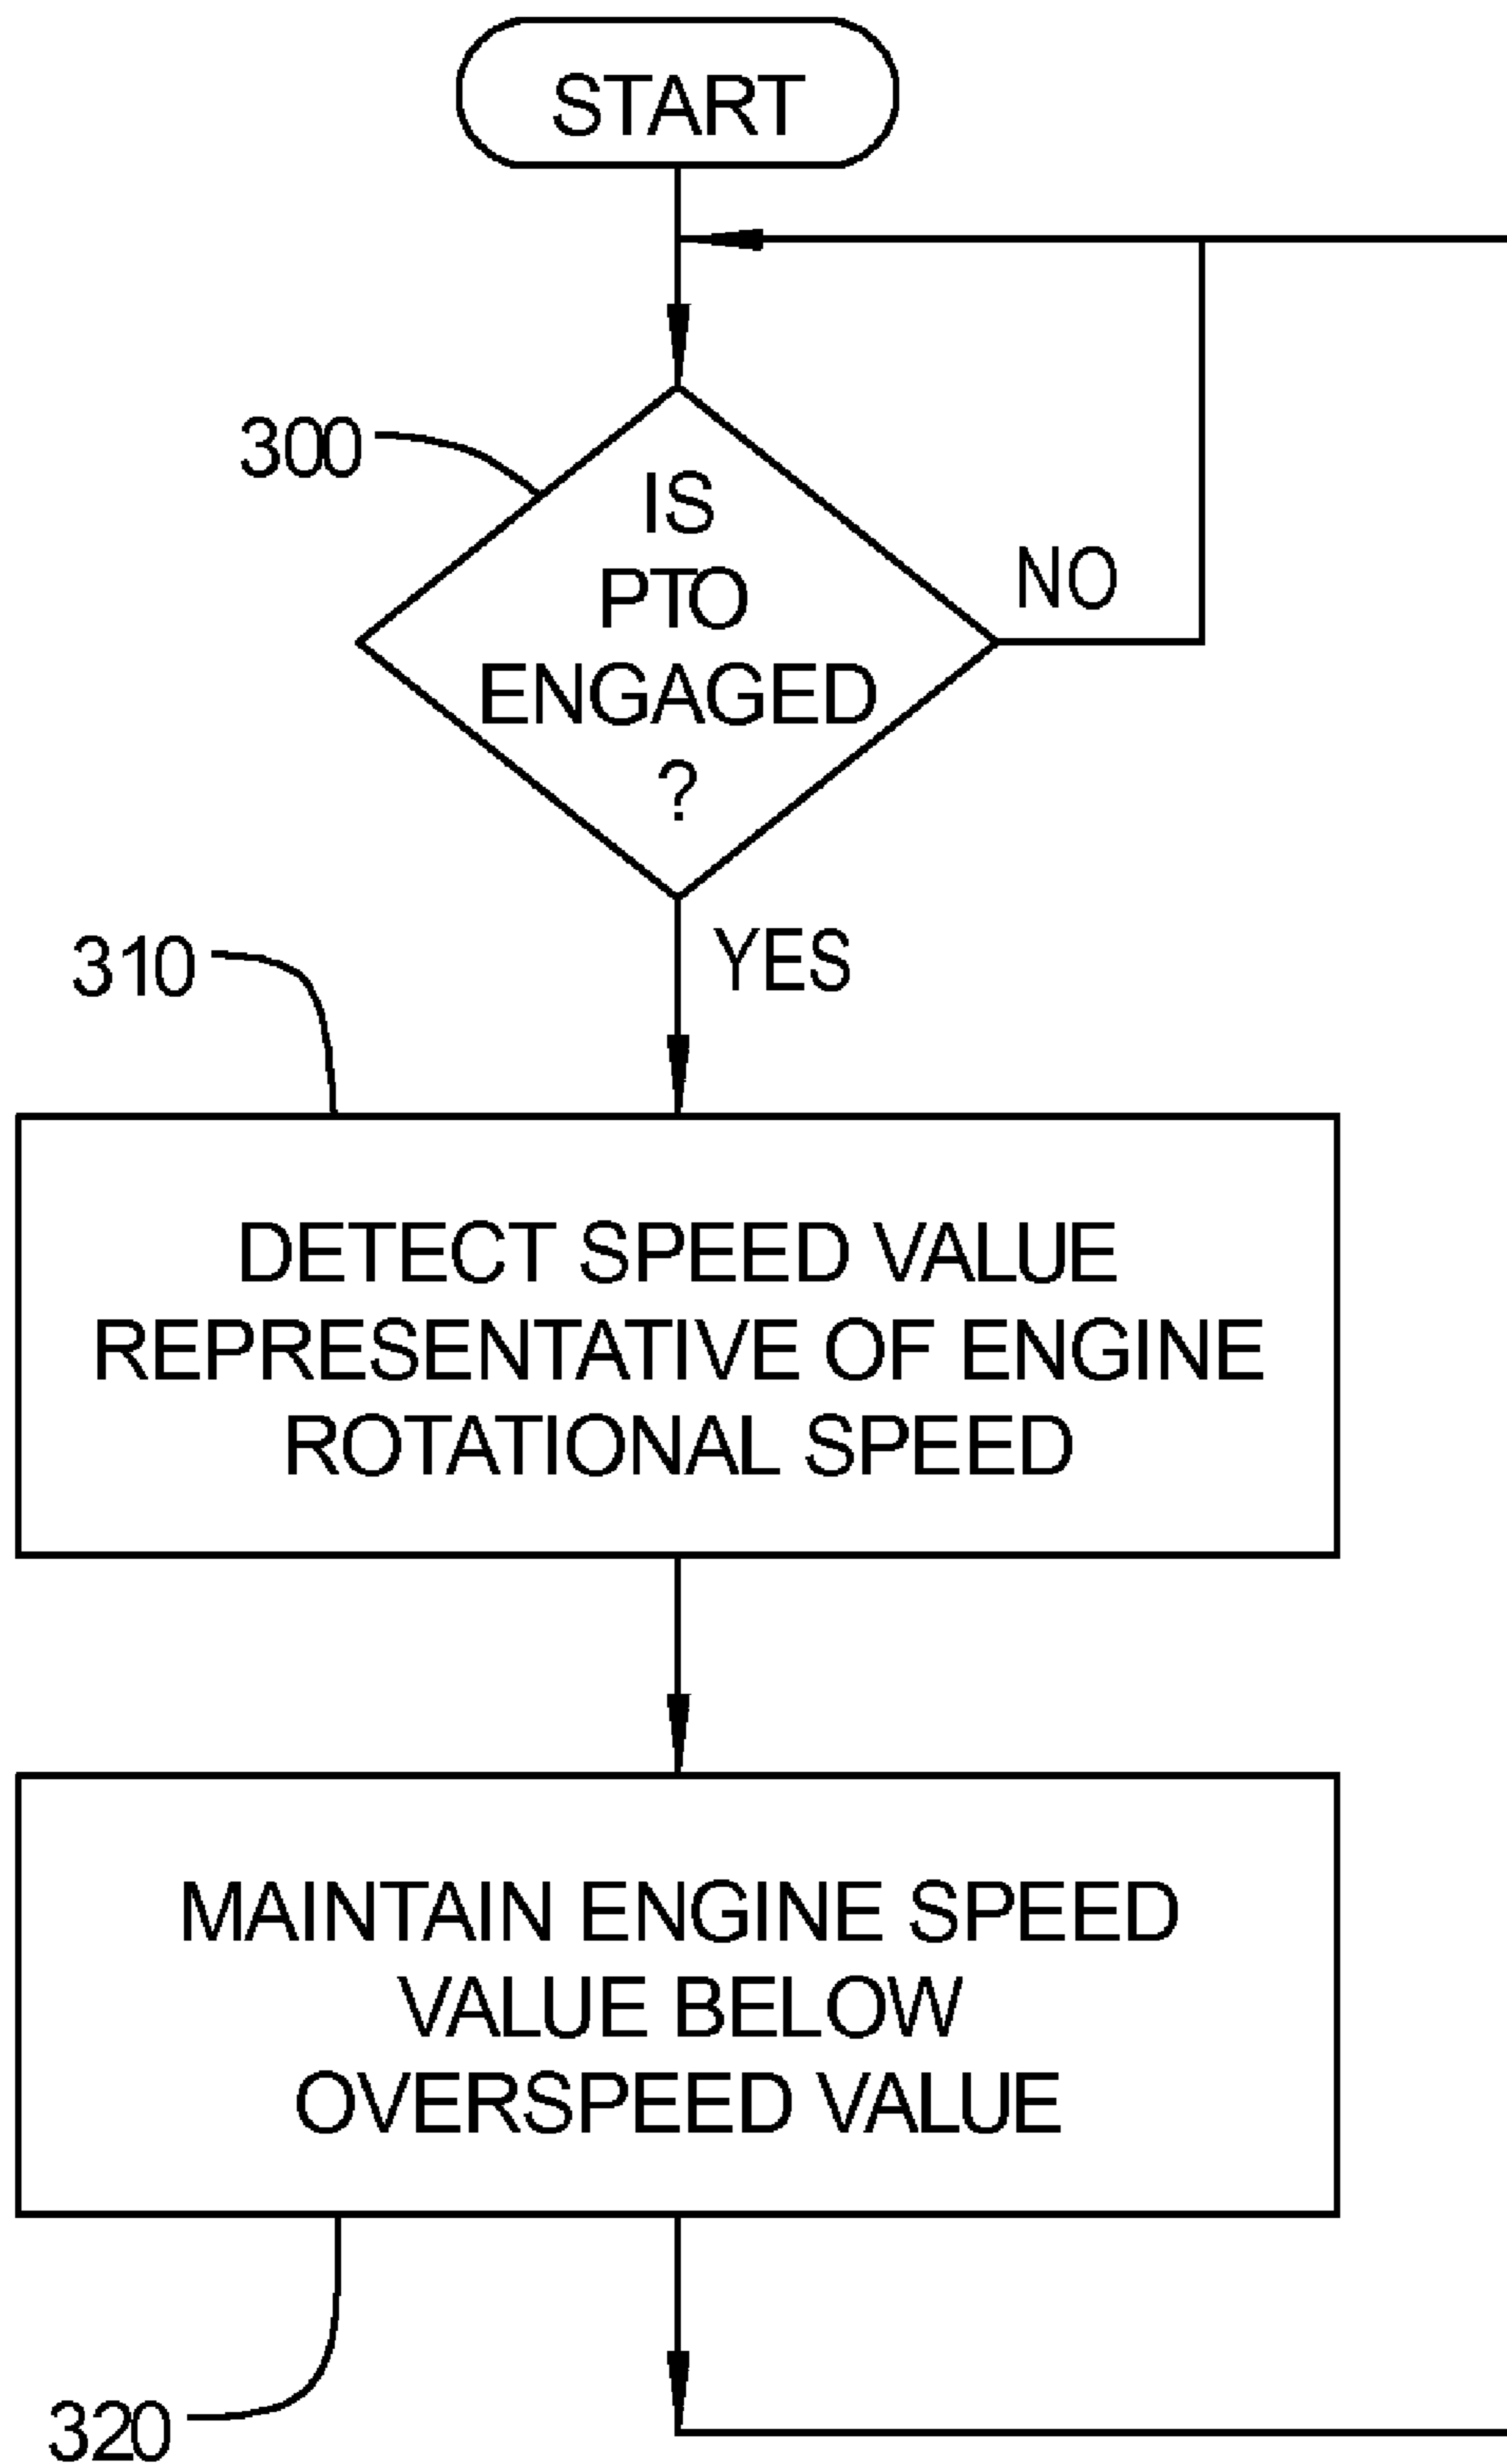 START
300
IS
PTO
ENGAGED
?
NO
YES
310
DETECT SPEED VALUE
REPRESENTATIVE OF ENGINE
ROTATIONAL SPEED
MAINTAIN ENGINE SPEED
VALUE BELOW
OVERSPEED VALUE
320